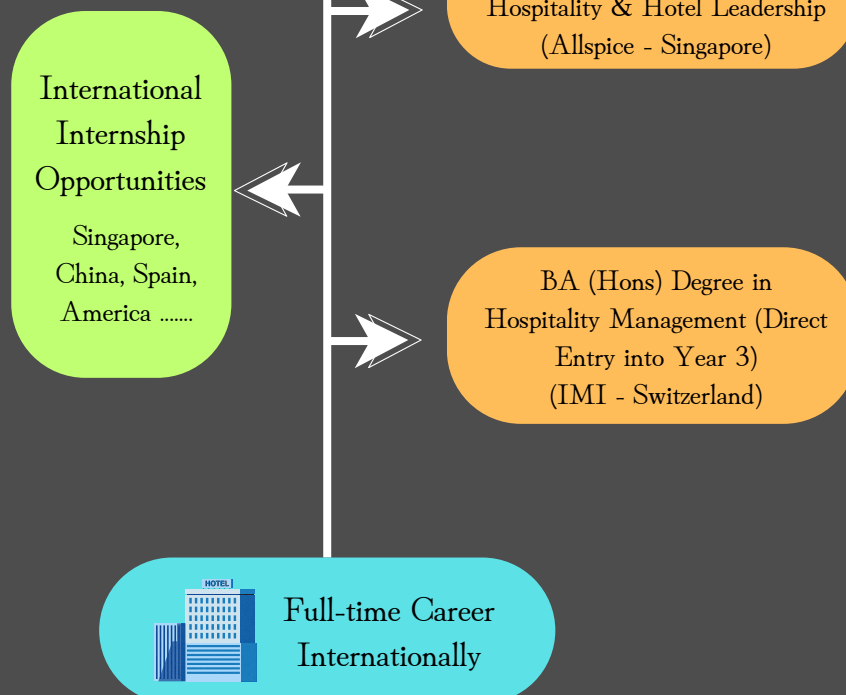 Hospitality & Hotel Leadership
(Allspice - Singapore)
International
Internship
Opportunities
Singapore,
China, Spain,
America .......
BA (Hons) Degree in
Hospitality Management (Direct
Entry into Year 3)
(IMI - Switzerland)
HOTEL
Full-time Career
Internationally